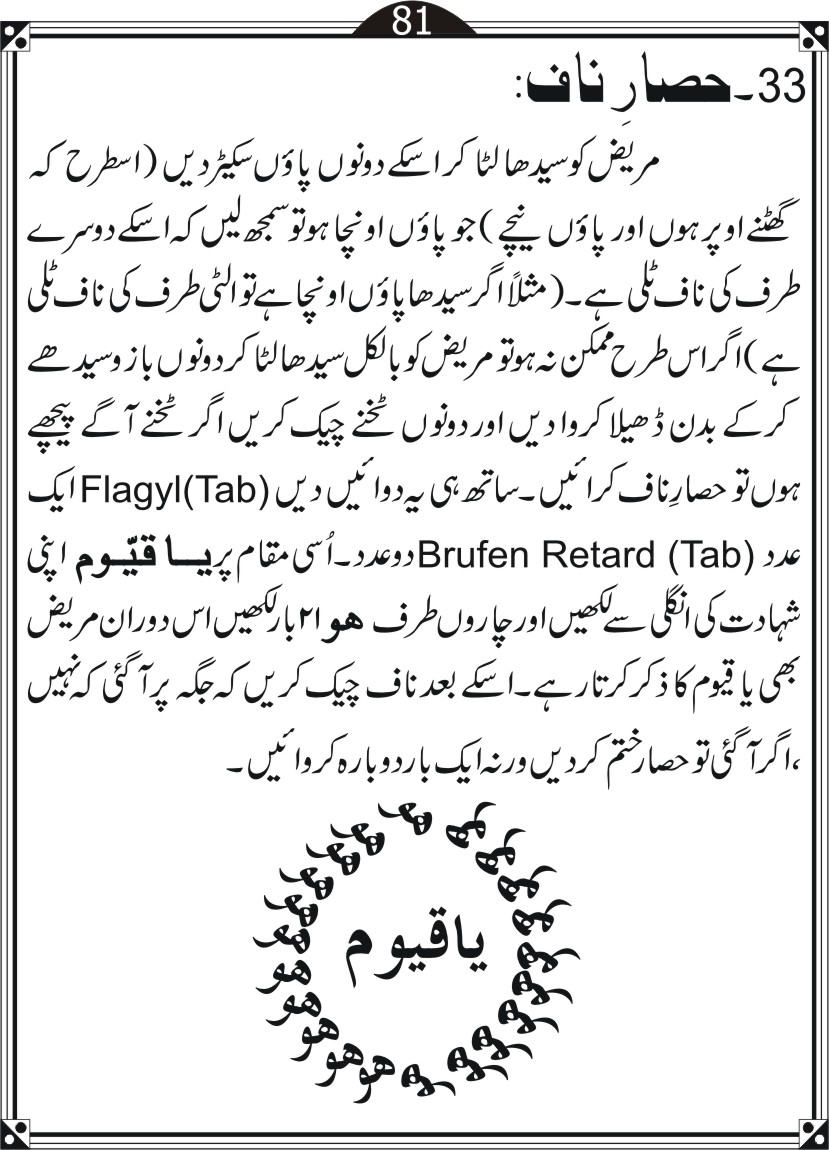 81
33۔حصارِ ناف:
مریض کو سیدھا لٹا کر اسکے دونوں پاؤں سکیڑ دیں (اسطرح کہ
گھٹنے اوپر ہوں اور پاؤں نیچے) جو پاؤں اونچا ہوتو سمجھ لیں کہ اسکے دوسرے
طرف کی ناف ٹلی ہے۔(مثلاً اگر سیدھا پاؤں اونچا ہے تو الٹی طرف کی ناف ٹلی
ہے) اگر اس طرح ممکن نہ ہو تو مریض کو بالکل سیدھا لٹا کر دونوں بازو سیدھے
کر کے بدن ڈھیلا کروا دیں اور دونوں ٹخنے چیک کریں اگر ٹخنے آگے پیچھے
ہوں تو حصارِ ناف کرائیں۔ساتھ ہی یہ دوائیں دیں Flagyl(Tab) ایک
عدد Brufen Retard (Tab) دو عدد۔اُسی مقام پر یا قیّوم اپنی
شہادت کی انگلی سے لکھیں اور چاروں طرف ھو ۲۱ بار لکھیں اس دوران مریض
بھی یا قیوم کا ذکر کرتا رہے۔اسکے بعد ناف چیک کریں کہ جگہ پر آ گئی کہ نہیں
،اگر آ گئی تو حصار ختم کر دیں ورنہ ایک بار دوبارہ کروائیں۔
یا قیوم
ھو ھو ھو ھو ھو ھو ھو ھو ھو ھو ھو ھو ھو ھو ھو ھو ھو ھو ھو ھو ھو